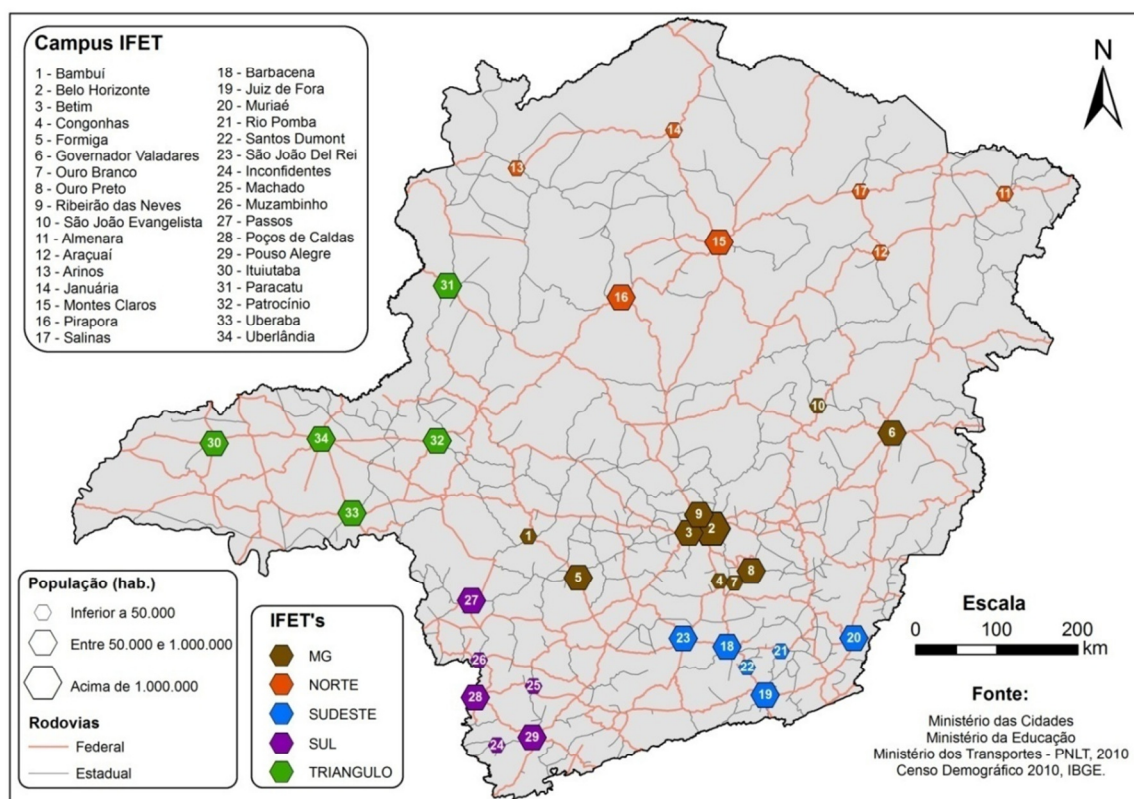 Campus IFET
1 - Bambuí
2 - Belo Horizonte
3 - Betim
4 - Congonhas
5 - Formiga
6 - Governador Valadares
7 - Ouro Branco
8 - Ouro Preto
9 - Ribeirão das Neves
10 - São João Evangelista
11 - Almenara
12 - Araçuaí
13 - Arinos
14 - Januária
15 - Montes Claros
16 - Pirapora
17 - Salinas
18 - Barbacena
19 - Juiz de Fora
20 - Muriaé
21 - Rio Pomba
22 - Santos Dumont
23 - São João Del Rei
24 - Inconfidentes
25 - Machado
26 - Muzambinho
27 - Passos
28 - Poços de Caldas
29 - Pouso Alegre
30 - Ituiutaba
31 - Paracatu
32 - Patrocínio
33 - Uberaba
34 - Uberlândia
N
14
13
17
11
15
12
31
16
10
6
30
34
32
33
9
2
3
1
5
8
4
7
27
23
18
20
21
22
26
25
28
19
29
24
População (hab.)
Inferior a 50.000
Entre 50.000 e 1.000.000
Acima de 1.000.000
Rodovias
Federal
Estadual
IFET's
MG
NORTE
SUDESTE
SUL
TRIANGULO
Escala
0 100 200
km
Fonte:
Ministério das Cidades
Ministério da Educação
Ministério dos Transportes - PNLT, 2010
Censo Demográfico 2010, IBGE.